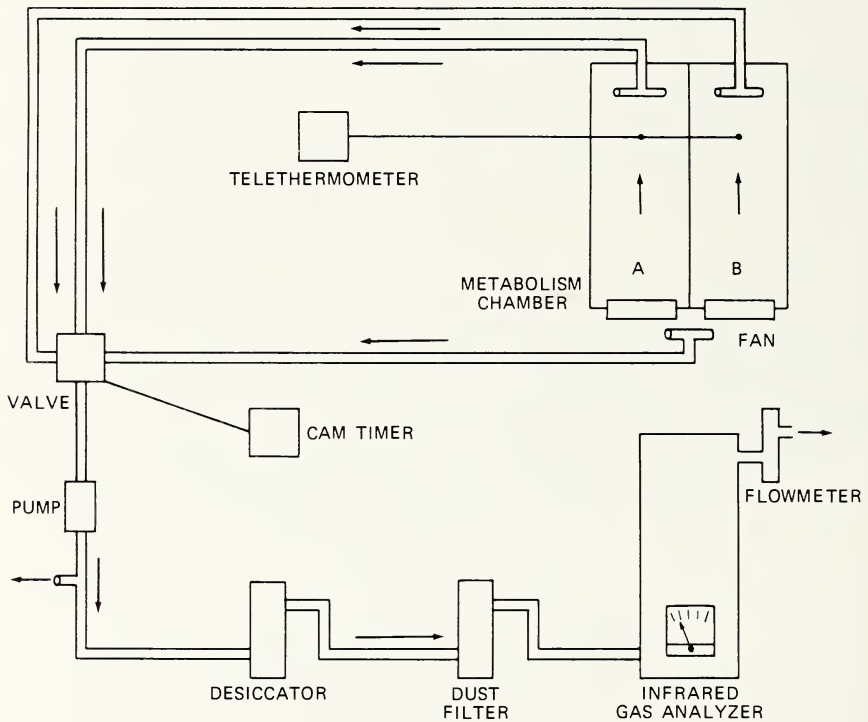 TELETHERMOMETER
A
B
METABOLISM
CHAMBER
FAN
VALVE
CAM TIMER
PUMP
FLOWMETER
DESICCATOR
DUST
FILTER
INFRARED
GAS ANALYZER